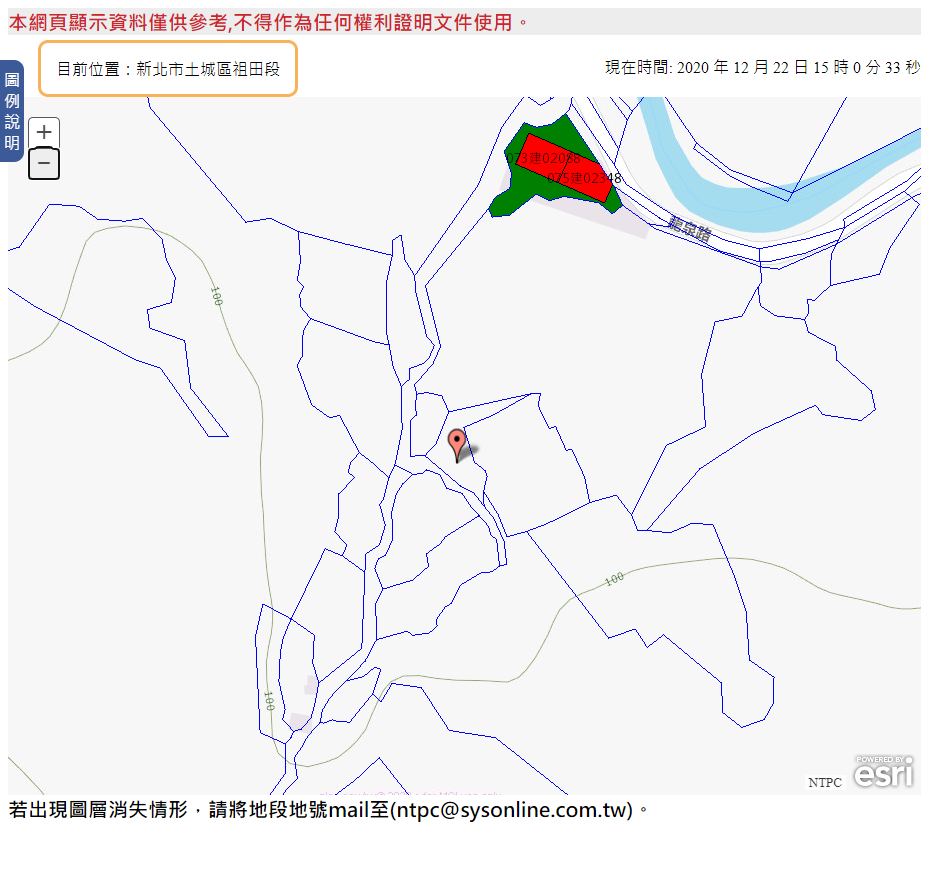 本網頁顯示資料僅供參考,不得作為任何權利證明文件使用。
目前位置：新北市土城區祖田段
現在時間: 2020 年 12 月 22 日 15 時 0 分 33 秒
圖例說明
+
−
073建02088
075建02348
龍泉路
100
100
100
NTPC
POWERED BY
esri
若出現圖層消失情形，請將地段地號mail至(ntpc@sysonline.com.tw)。